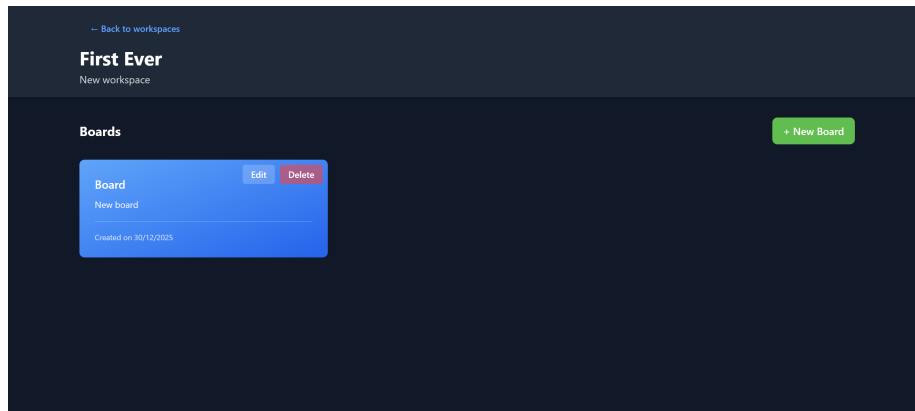 ← Back to workspaces
First Ever
New workspace
Boards
+ New Board
Board
Edit
Delete
New board
Created on 30/12/2025